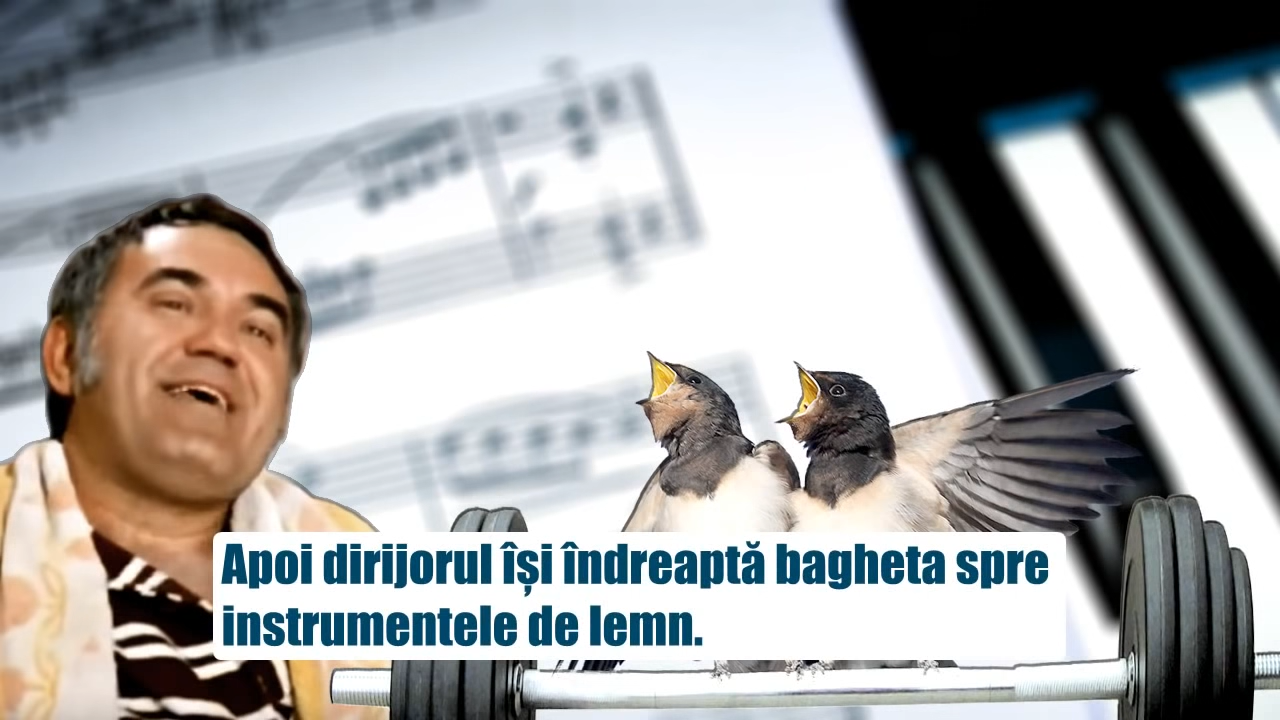 Apoi dirijorul își îndreaptă bagheta spre
instrumentele de lemn.